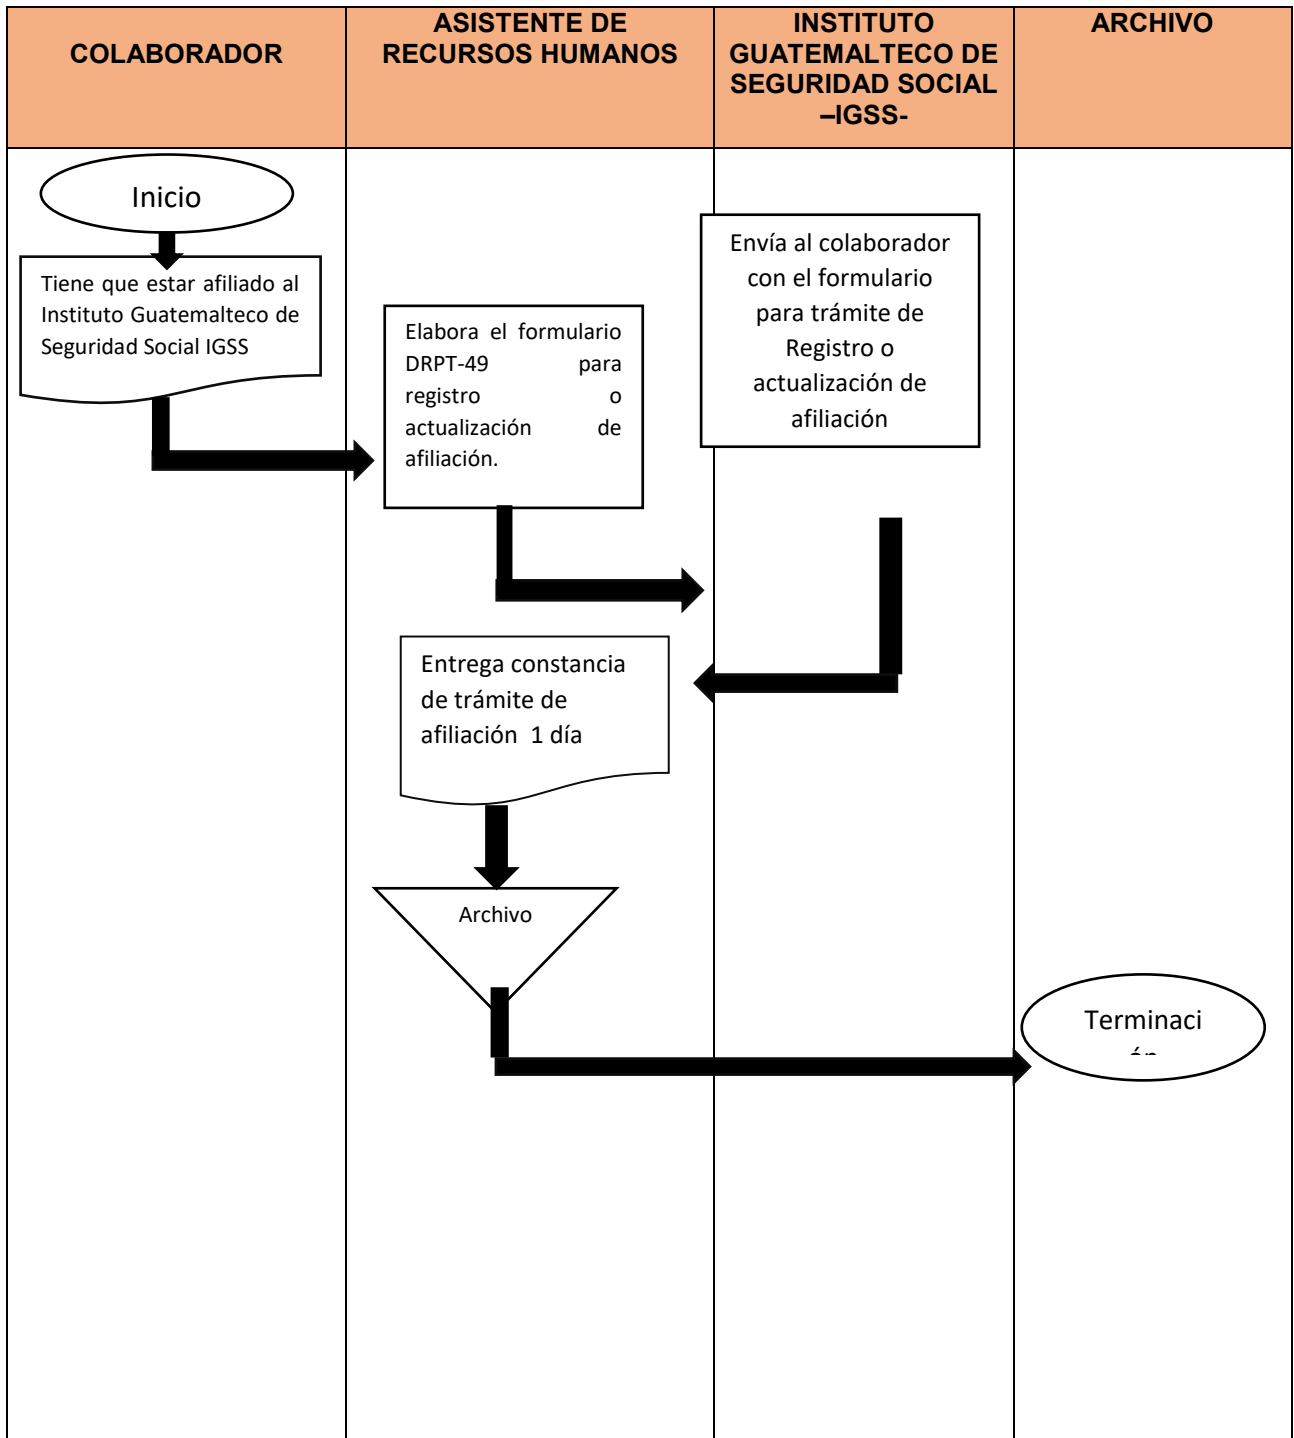 COLABORADOR
ASISTENTE DE
RECURSOS HUMANOS
INSTITUTO
GUATEMALTECO DE
SEGURIDAD SOCIAL
–IGSS-
ARCHIVO
Inicio
Tiene que estar afiliado al
Instituto Guatemalteco de
Seguridad Social IGSS
Elabora el formulario
DRPT-49 para
registro o
actualización de
afiliación.
Envía al colaborador
con el formulario
para trámite de
Registro o
actualización de
afiliación
Entrega constancia
de trámite de
afiliación 1 día
Archivo
Terminaci
ón